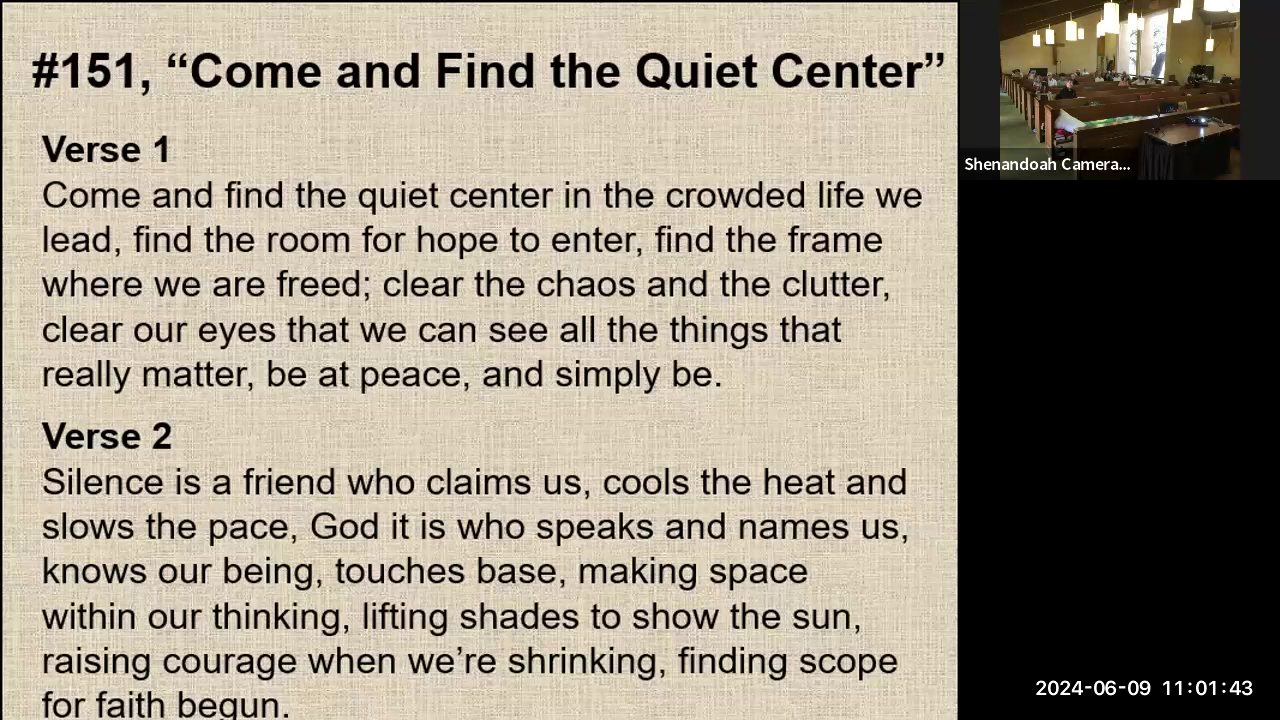 #151, “Come and Find the Quiet Center”
Verse 1
Come and find the quiet center in the crowded life we
lead, find the room for hope to enter, find the frame
where we are freed; clear the chaos and the clutter,
clear our eyes that we can see all the things that
really matter, be at peace, and simply be.
Verse 2
Silence is a friend who claims us, cools the heat and
slows the pace, God it is who speaks and names us,
knows our being, touches base, making space
within our thinking, lifting shades to show the sun,
raising courage when we’re shrinking, finding scope
for faith begun.
Shenandoah Camera...
2024-06-09 11:01:43